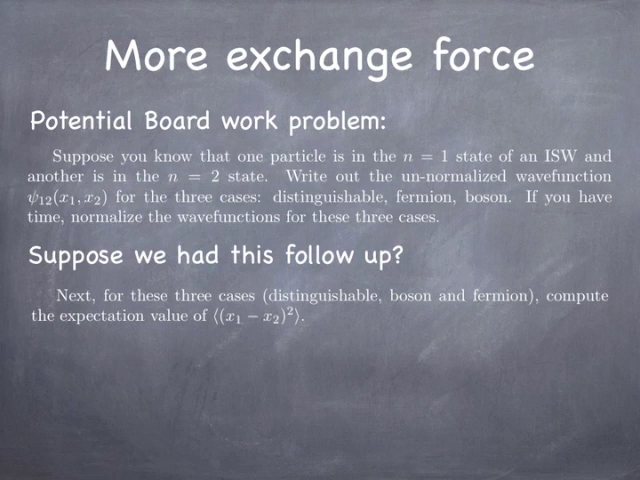 More exchange force
Potential Board work problem:
Suppose you know that one particle is in the n = 1 state of an ISW and
another is in the n = 2 state. Write out the un-normalized wavefunction
ψ₁₂(x₁, x₂) for the three cases: distinguishable, fermion, boson. If you have
time, normalize the wavefunctions for these three cases.
Suppose we had this follow up?
Next, for these three cases (distinguishable, boson and fermion), compute
the expectation value of ⟨(x₁ − x₂)²⟩.